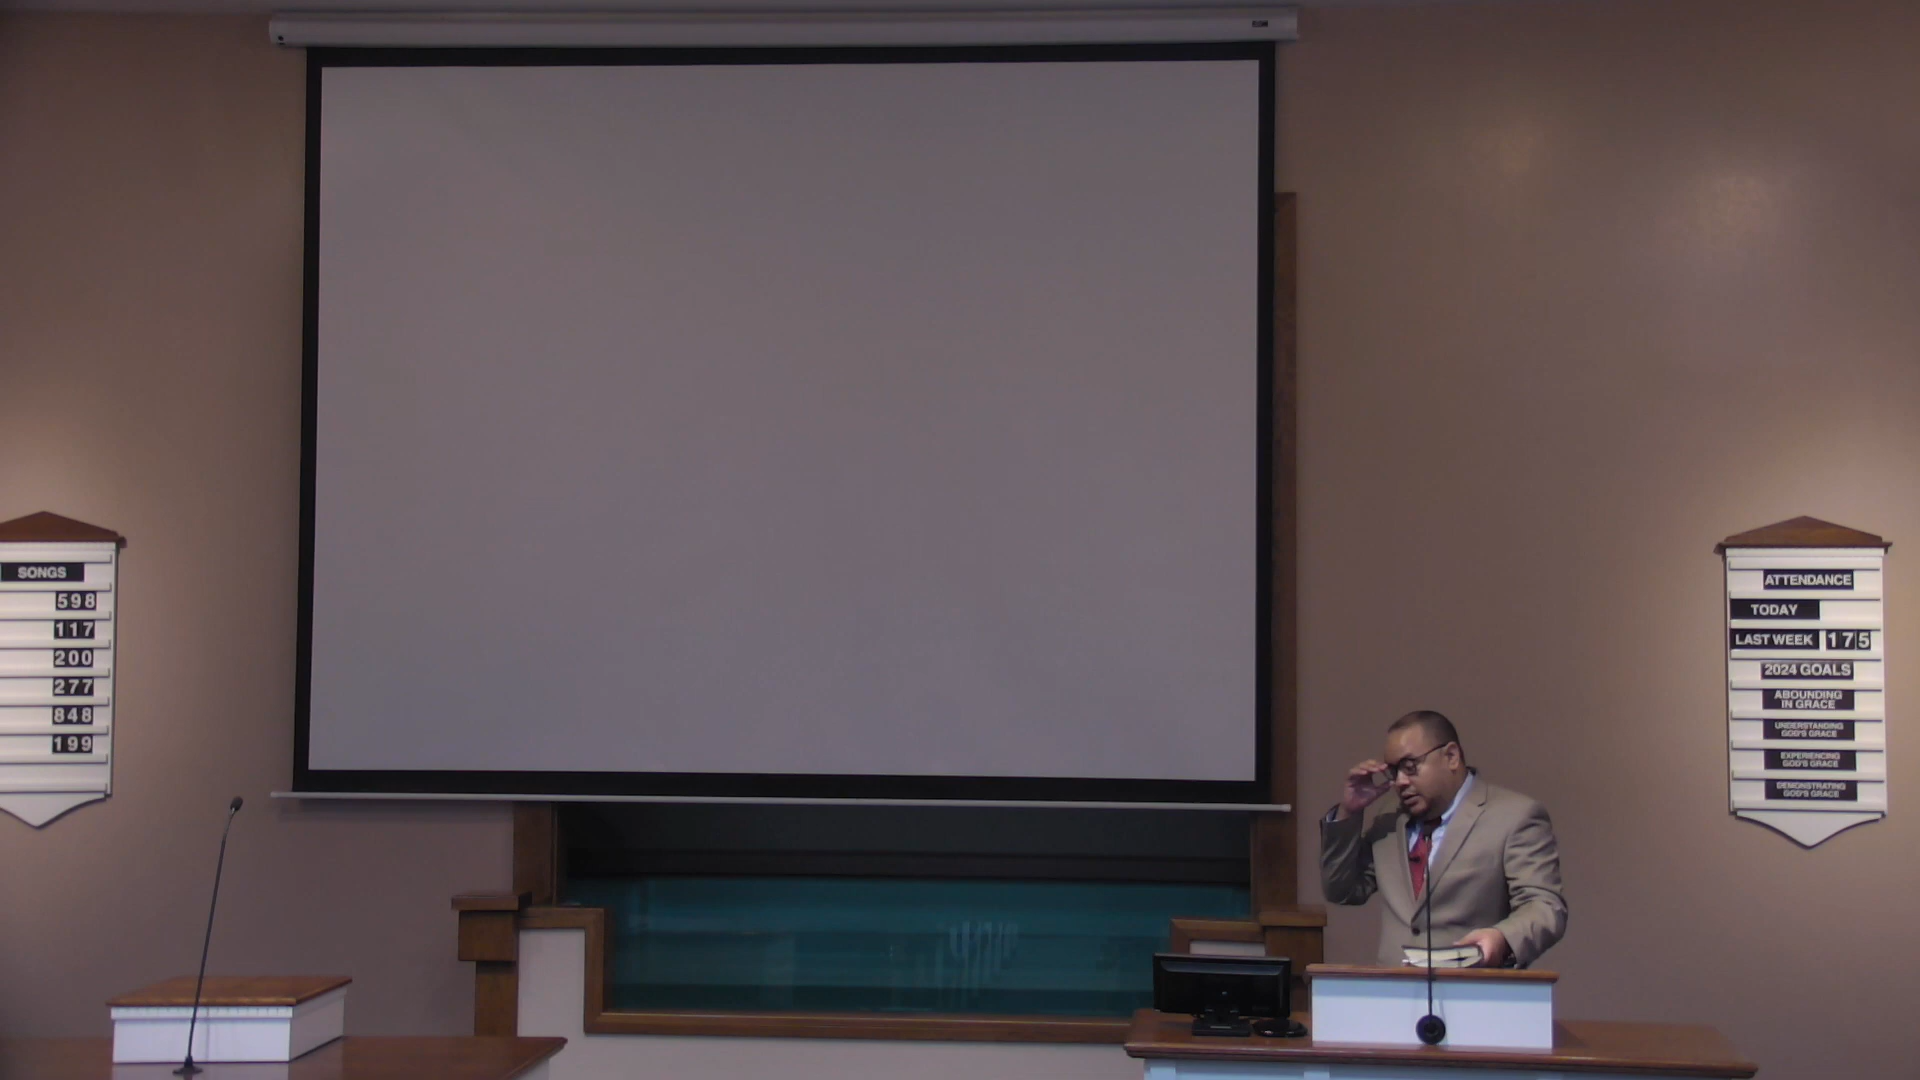 SONGS
598
117
200
277
848
199
ATTENDANCE
TODAY
LAST WEEK 175
2024 GOALS
ABOUNDING
IN GRACE
UNDERSTANDING
GOD'S GRACE
EXPERIENCING
GOD'S GRACE
DEMONSTRATING
GOD'S GRACE